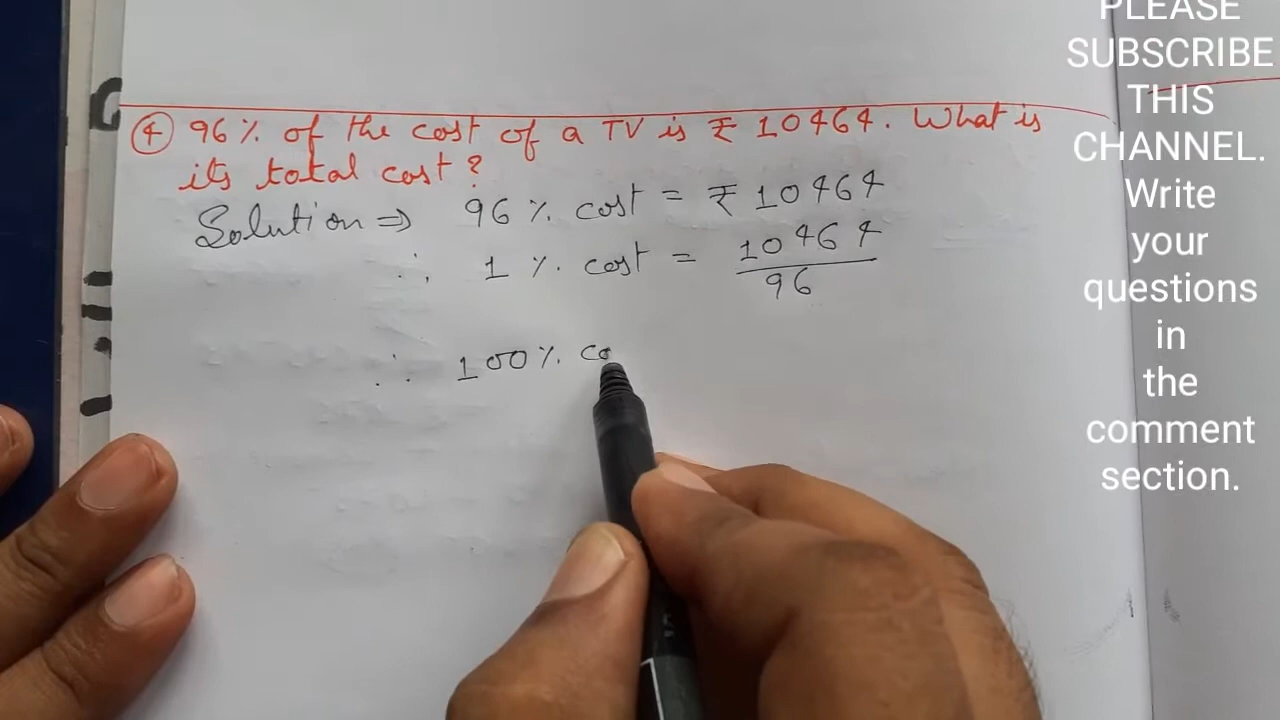 ④ 96% of the cost of a TV is ₹ 10464. What is
its total cost?
Solution ⇒ 96% cost = ₹ 10464
∴ 1% cost = 10464
96
∴ 100% co
PLEASE
SUBSCRIBE
THIS
CHANNEL.
Write
your
questions
in
the
comment
section.